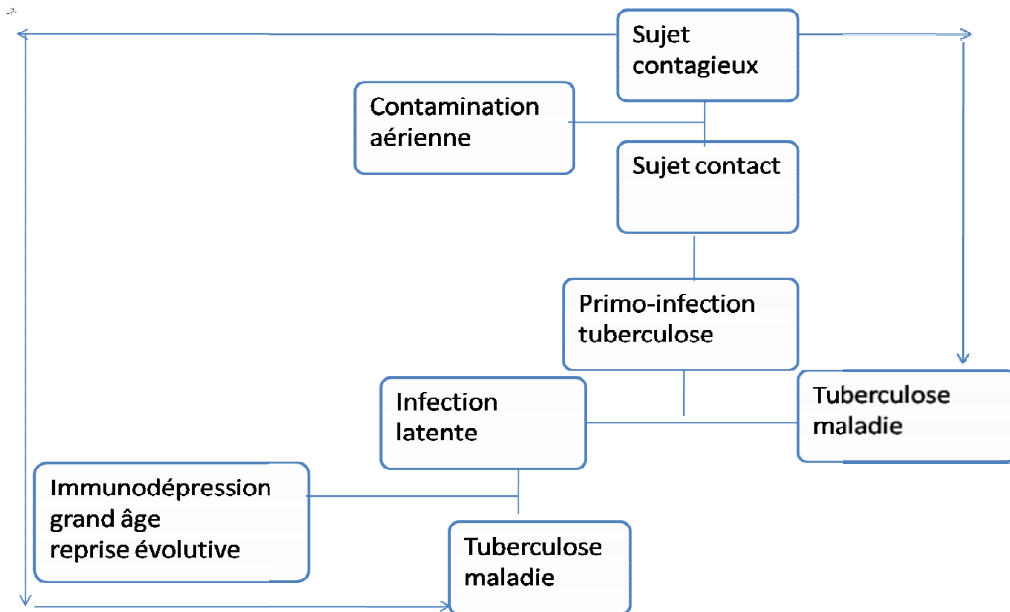 Sujet
contagieux
Contamination
aérienne
Sujet contact
Primo-infection
tuberculose
Infection
latente
Tuberculose
maladie
Immunodépression
grand âge
reprise évolutive
Tuberculose
maladie